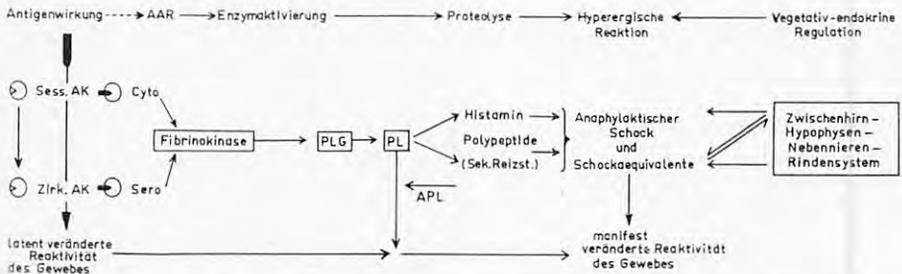 Antigenwirkung AAR Enzymaktivierung Proteolyse Hyperergische Reaktion Vegetativ-endokrine Regulation
Sess. AK Cyto
Fibrinokinase
PLG
PL
Histamin
Polypeptide
(Sek.Reizst.)
Anaphylaktischer
Schock
und
Schockaequivalente
Zwischenhirn-
Hypophysen-
Nebennieren-
Rindensystem
Zirk. AK Sero
APL
latent veränderte
Reaktivität
des Gewebes
manifest
veränderte Reaktivität
des Gewebes